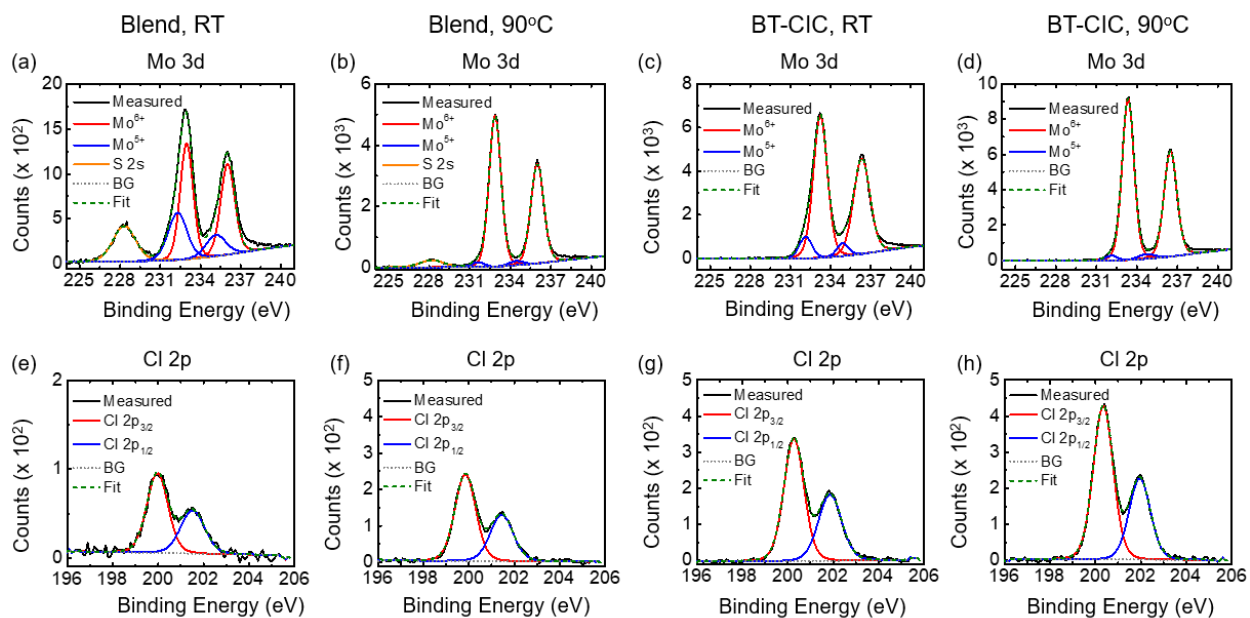 Blend, RT
Blend, 90°C
BT-CIC, RT
BT-CIC, 90°C
(a)
Mo 3d
20
15
10
5
0
Counts (x 10²)
Measured
Mo⁶⁺
Mo⁵⁺
S 2s
BG
Fit
225 228 231 234 237 240
Binding Energy (eV)
(b)
Mo 3d
6
4
2
0
Counts (x 10³)
Measured
Mo⁶⁺
Mo⁵⁺
S 2s
BG
Fit
225 228 231 234 237 240
Binding Energy (eV)
(c)
Mo 3d
8
6
4
2
0
Counts (x 10³)
Measured
Mo⁶⁺
Mo⁵⁺
BG
Fit
225 228 231 234 237 240
Binding Energy (eV)
(d)
Mo 3d
10
8
6
4
2
0
Counts (x 10³)
Measured
Mo⁶⁺
Mo⁵⁺
BG
Fit
225 228 231 234 237 240
Binding Energy (eV)
(e)
Cl 2p
2
1
0
Counts (x 10²)
Measured
Cl 2p₃/₂
Cl 2p₁/₂
BG
Fit
196 198 200 202 204 206
Binding Energy (eV)
(f)
Cl 2p
5
4
3
2
1
0
Counts (x 10²)
Measured
Cl 2p₃/₂
Cl 2p₁/₂
BG
Fit
196 198 200 202 204 206
Binding Energy (eV)
(g)
Cl 2p
5
4
3
2
1
0
Counts (x 10²)
Measured
Cl 2p₃/₂
Cl 2p₁/₂
BG
Fit
196 198 200 202 204 206
Binding Energy (eV)
(h)
Cl 2p
5
4
3
2
1
0
Counts (x 10²)
Measured
Cl 2p₃/₂
Cl 2p₁/₂
BG
Fit
196 198 200 202 204 206
Binding Energy (eV)